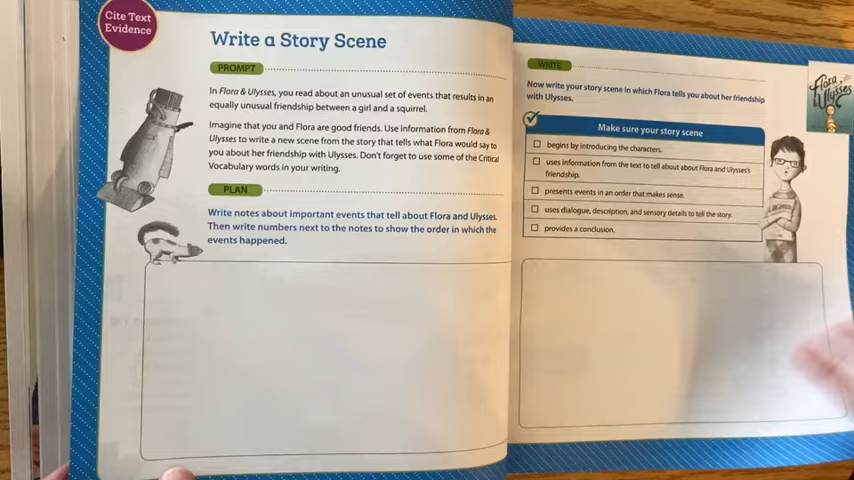 Cite Text
Evidence
Write a Story Scene
PROMPT
In Flora & Ulysses, you read about an unusual set of events that results in an
equally unusual friendship between a girl and a squirrel.
Imagine that you and Flora are good friends. Use information from Flora &
Ulysses to write a new scene from the story that tells what Flora would say to
you about her friendship with Ulysses. Don't forget to use some of the Critical
Vocabulary words in your writing.
PLAN
Write notes about important events that tell about Flora and Ulysses.
Then write numbers next to the notes to show the order in which the
events happened.
WRITE
Now write your story scene in which Flora tells you about her friendship
with Ulysses.
Make sure your story scene
begins by introducing the characters.
uses information from the text to tell about about Flora and Ulysses's
friendship.
presents events in an order that makes sense.
uses dialogue, description, and sensory details to tell the story.
provides a conclusion.
Flora
& Ulysses